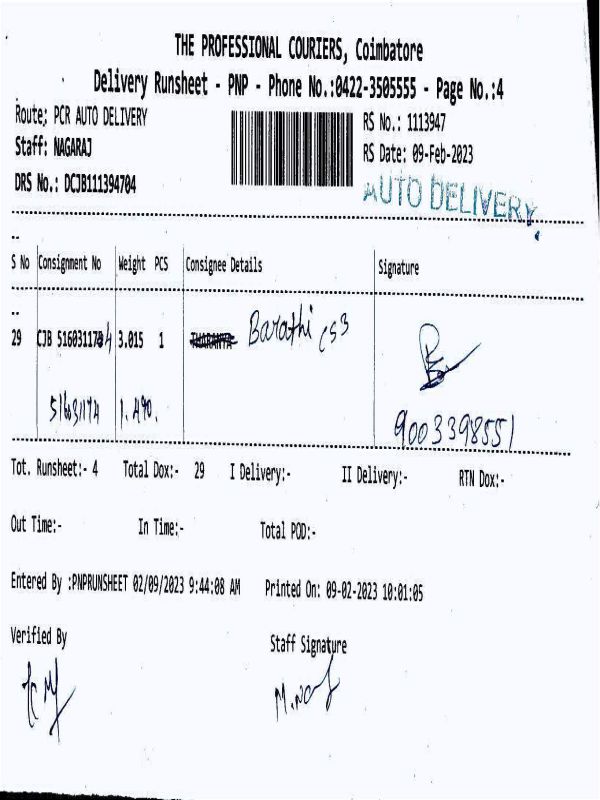 THE PROFESSIONAL COURIERS, Coimbatore
Delivery Runsheet - PNP - Phone No.:0422-3505555 - Page No.:4
Route; PCR AUTO DELIVERY
RS No.: 1113947
Staff: NAGARAJ
RS Date: 09-Feb-2023
DRS No.: DCJB111394704
AUTO DELIVERY
S No Consignment No Weight PCS Consignee Details Signature
29 CJB 3.015 1 Barathi
9003398551
Tot. Runsheet:- 4 Total Dox:- 29 I Delivery:- II Delivery:- RTN Dox:-
Out Time:- In Time:- Total POD:-
Entered By :PNPRUNSHEET 02/09/2023 9:44:08 AM Printed On: 09-02-2023 10:01:05
Verified By Staff Signature